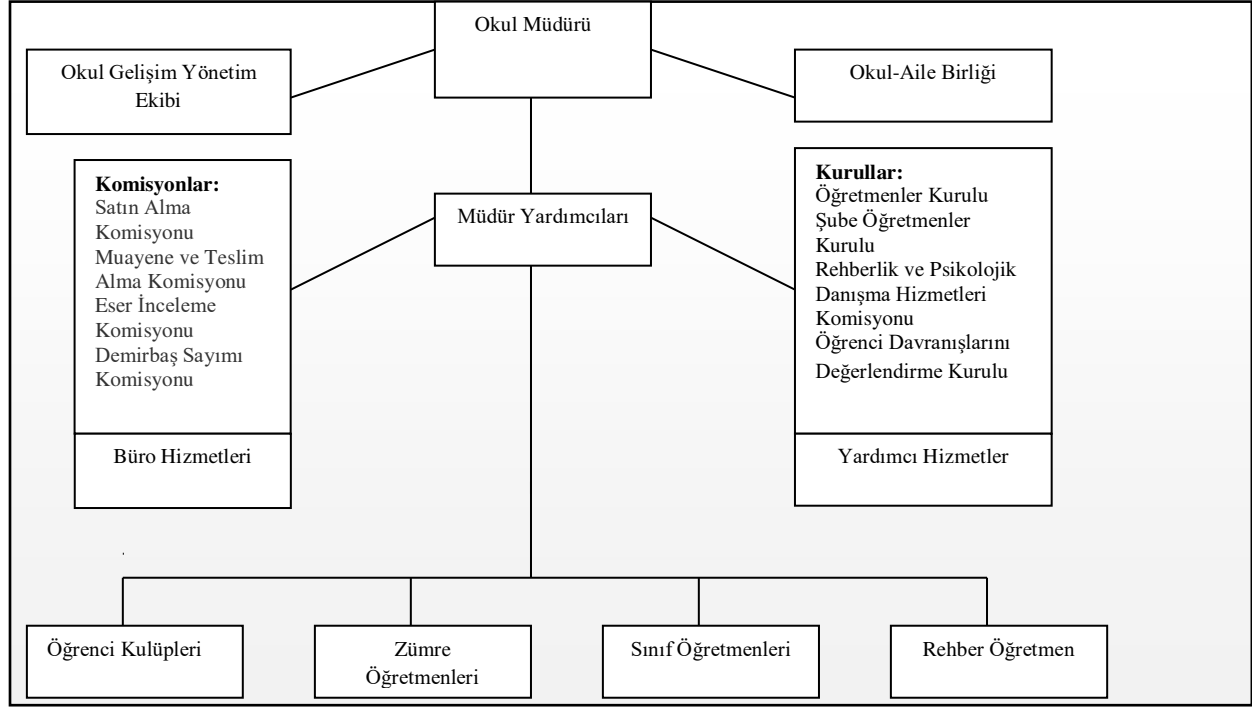 Okul Müdürü
Okul Gelişim Yönetim
Ekibi
Okul-Aile Birliği
Komisyonlar:
Satın Alma
Komisyonu
Muayene ve Teslim
Alma Komisyonu
Eser İnceleme
Komisyonu
Demirbaş Sayımı
Komisyonu
Müdür Yardımcıları
Kurullar:
Öğretmenler Kurulu
Şube Öğretmenler
Kurulu
Rehberlik ve Psikolojik
Danışma Hizmetleri
Komisyonu
Öğrenci Davranışlarını
Değerlendirme Kurulu
Büro Hizmetleri
Yardımcı Hizmetler
Öğrenci Kulüpleri
Zümre
Öğretmenleri
Sınıf Öğretmenleri
Rehber Öğretmen